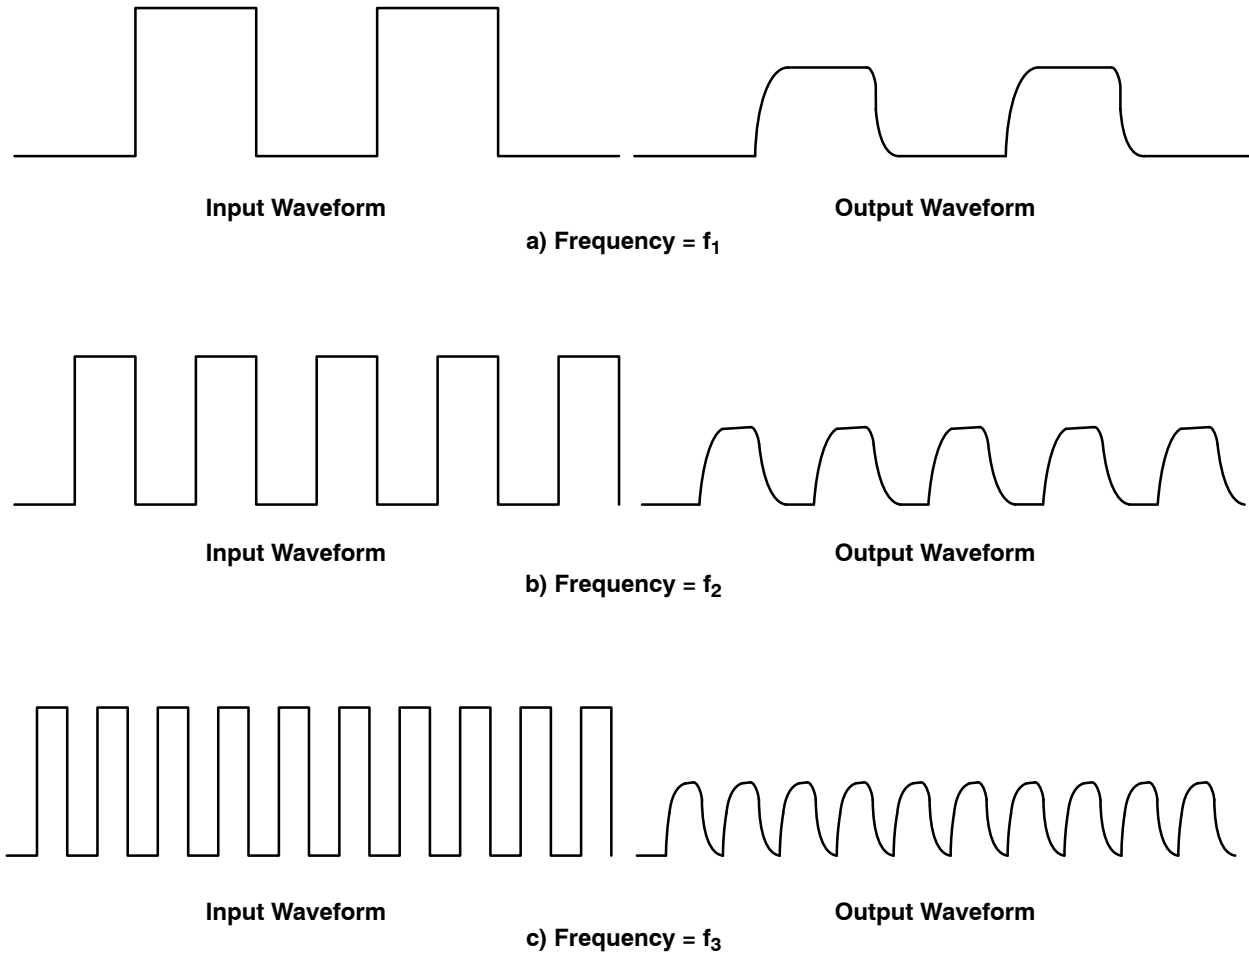 Input Waveform
Output Waveform
a) Frequency = f1
Input Waveform
Output Waveform
b) Frequency = f2
Input Waveform
Output Waveform
c) Frequency = f3